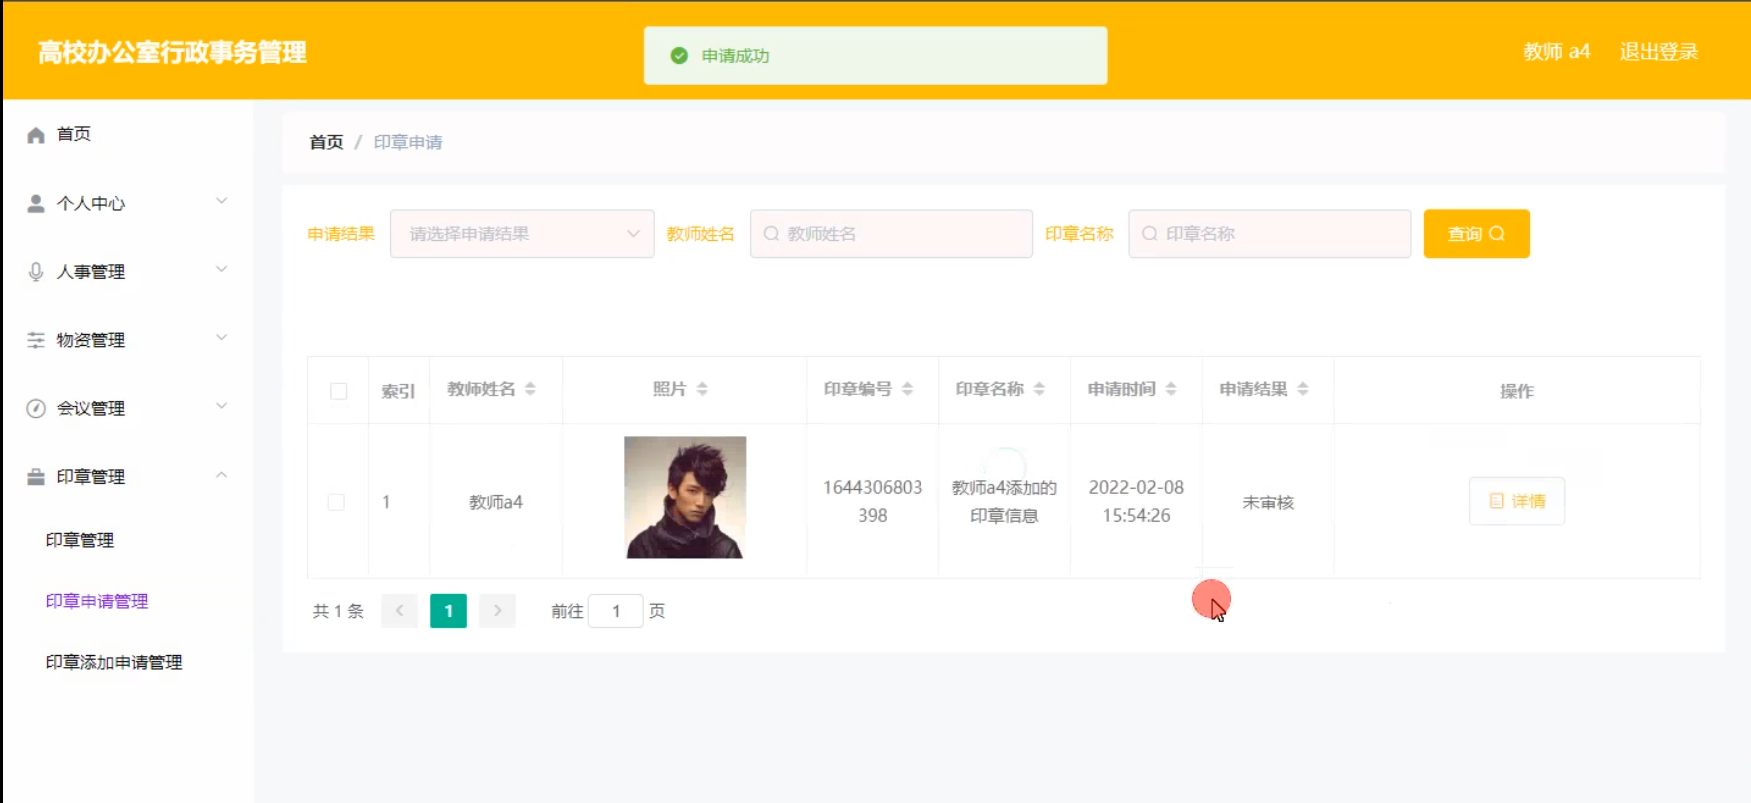 高校办公室行政事务管理
申请成功
教师 a4
退出登录
首页
个人中心
人事管理
物资管理
会议管理
印章管理
印章管理
印章申请管理
印章添加申请管理
首页 / 印章申请
申请结果 请选择申请结果 教师姓名 教师姓名 印章名称 印章名称 查询
索引 教师姓名 照片 印章编号 印章名称 申请时间 申请结果 操作
1 教师a4 1644306803 教师a4添加的 2022-02-08 未审核 详情
398 印章信息 15:54:26
共 1 条 1 前往 1 页